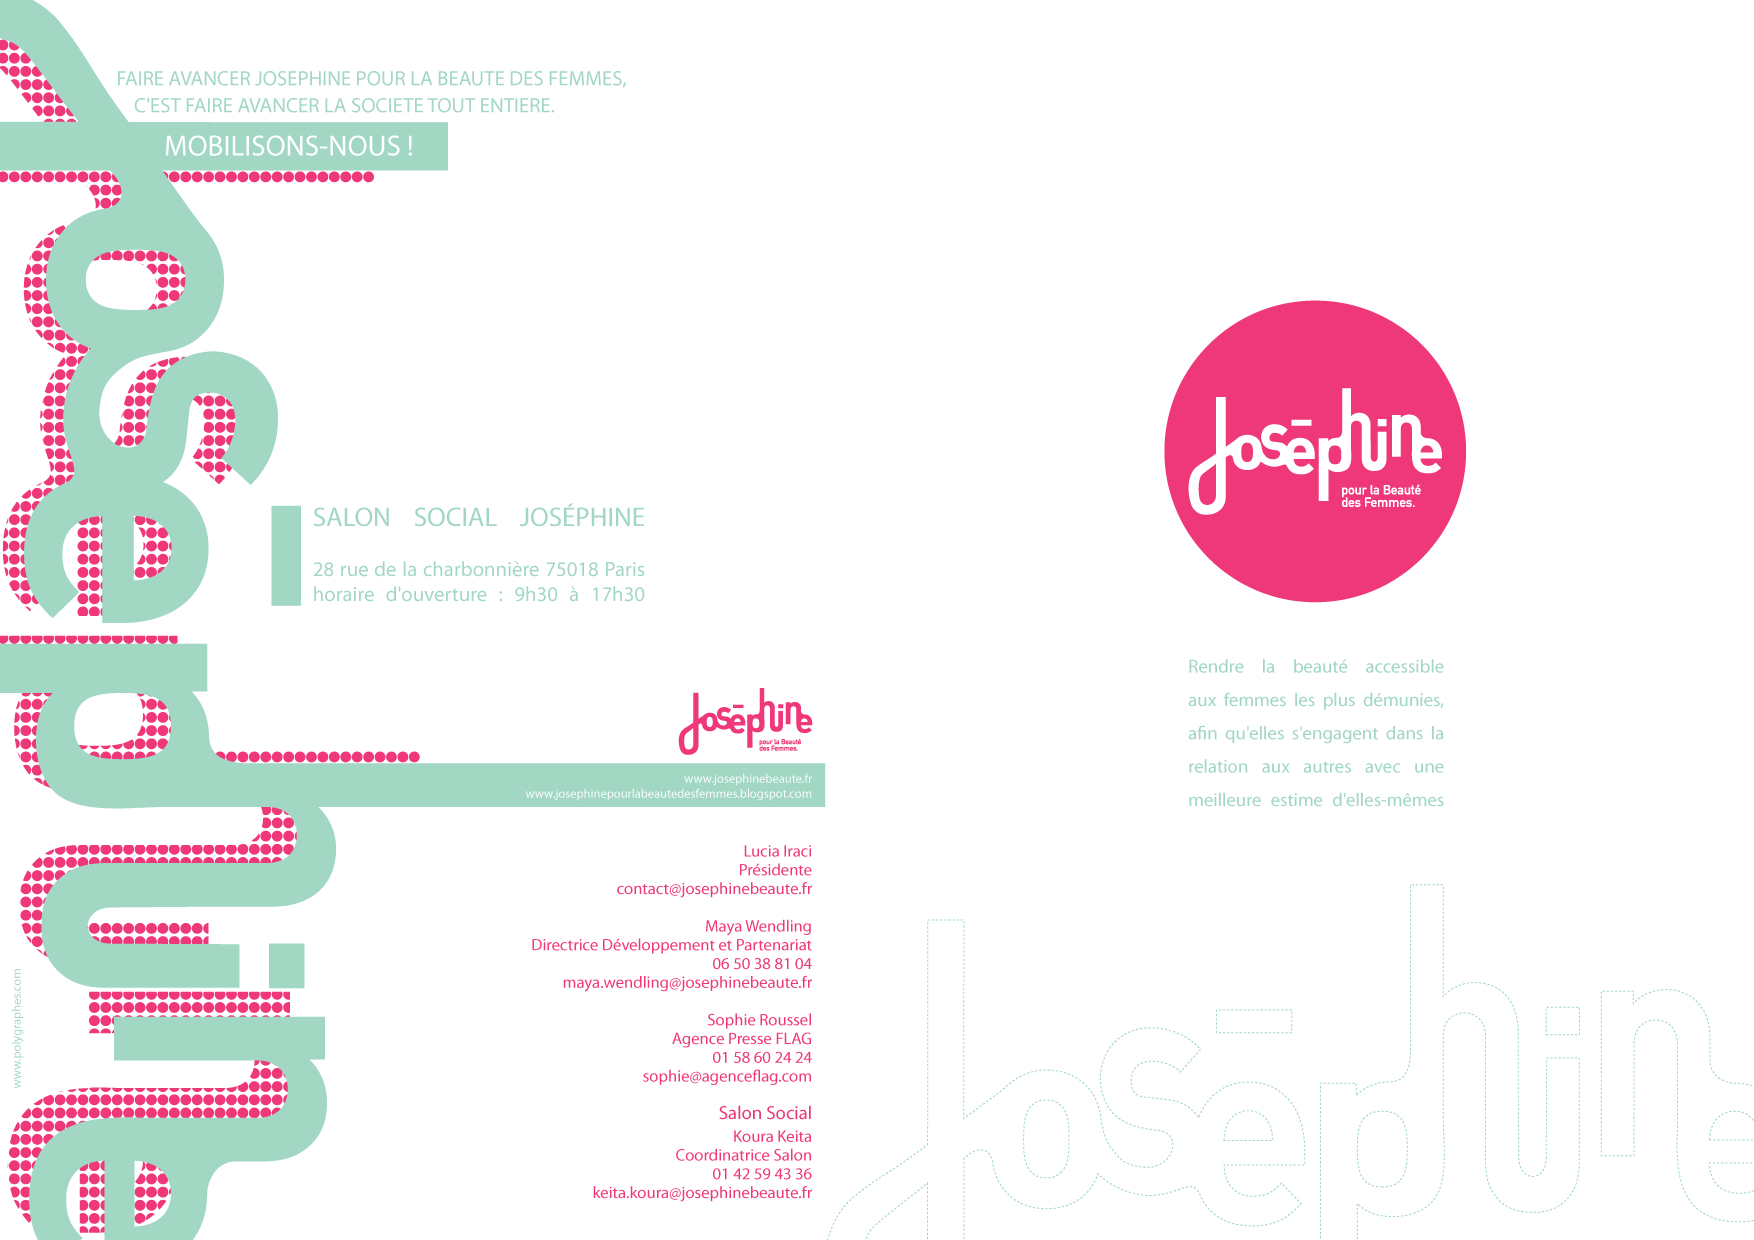 FAIRE AVANCER JOSEPHINE POUR LA BEAUTE DES FEMMES,
C'EST FAIRE AVANCER LA SOCIETE TOUT ENTIERE.
MOBILISONS-NOUS !
Josēphine
SALON SOCIAL JOSÉPHINE
28 rue de la charbonnière 75018 Paris
horaire d'ouverture : 9h30 à 17h30
Josēphine
pour la Beauté
des Femmes.
www.josephinebeaute.fr
www.josephinepourlabeautedesfemmes.blogspot.com
Lucia Iraci
Présidente
contact@josephinebeaute.fr
Maya Wendling
Directrice Développement et Partenariat
06 50 38 81 04
maya.wendling@josephinebeaute.fr
Sophie Roussel
Agence Presse FLAG
01 58 60 24 24
sophie@agenceflag.com
Salon Social
Koura Keita
Coordinatrice Salon
01 42 59 43 36
keita.koura@josephinebeaute.fr
www.polygraphes.com
Josēphine
pour la Beauté
des Femmes.
Rendre la beauté accessible
aux femmes les plus démunies,
afin qu'elles s'engagent dans la
relation aux autres avec une
meilleure estime d'elles-mêmes
Josēphine